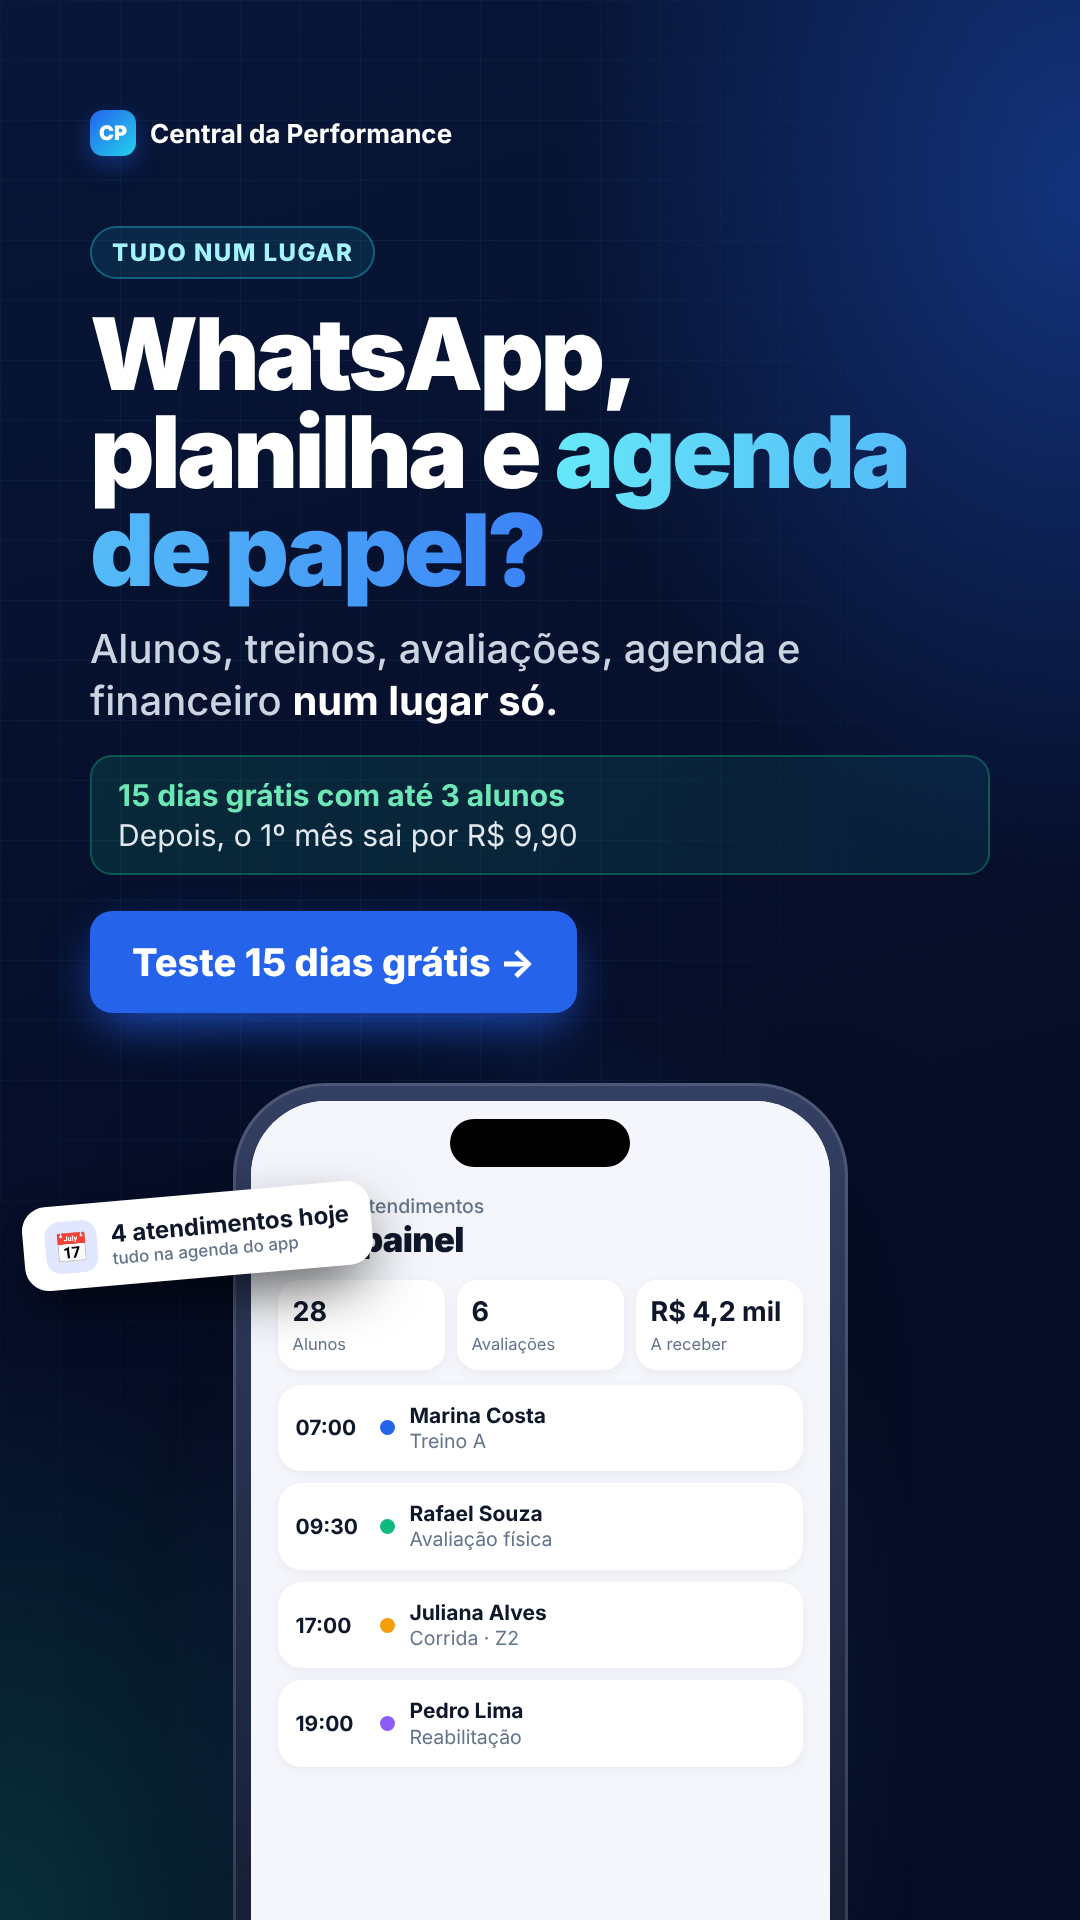 CP Central da Performance
TUDO NUM LUGAR
WhatsApp,
planilha e agenda
de papel?
Alunos, treinos, avaliações, agenda e
financeiro num lugar só.
15 dias grátis com até 3 alunos
Depois, o 1º mês sai por R$ 9,90
Teste 15 dias grátis →
tendimentos
painel
July
17
4 atendimentos hoje
tudo na agenda do app
28
Alunos
6
Avaliações
R$ 4,2 mil
A receber
07:00
Marina Costa
Treino A
09:30
Rafael Souza
Avaliação física
17:00
Juliana Alves
Corrida · Z2
19:00
Pedro Lima
Reabilitação